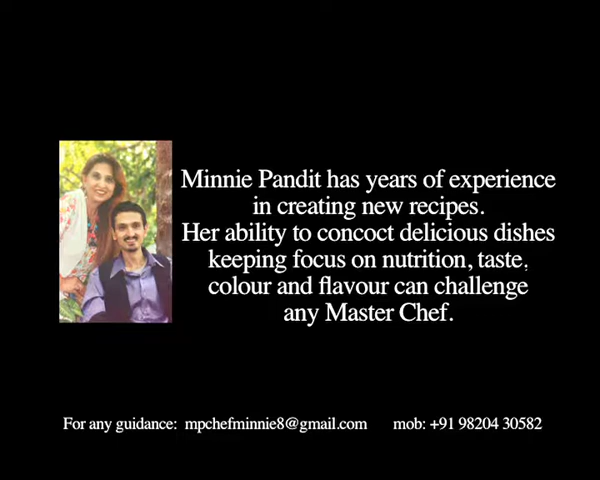 Minnie Pandit has years of experience
in creating new recipes.
Her ability to concoct delicious dishes
keeping focus on nutrition, taste,
colour and flavour can challenge
any Master Chef.
For any guidance: mpchefminnie8@gmail.com mob: +91 98204 30582